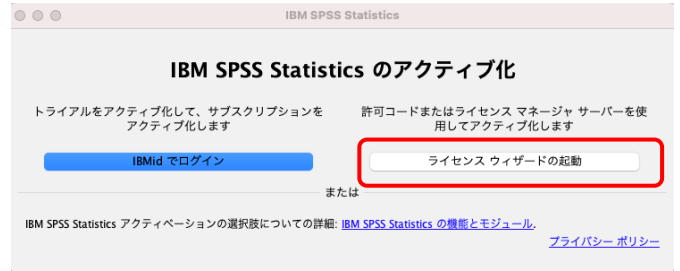 IBM SPSS Statistics
IBM SPSS Statistics のアクティブ化
トライアルをアクティブ化して、サブスクリプションを
アクティブ化します
IBMid でログイン
許可コードまたはライセンス マネージャ サーバーを使
用してアクティブ化します
ライセンス ウィザードの起動
または
IBM SPSS Statistics アクティベーションの選択肢についての詳細: IBM SPSS Statistics の機能とモジュール.
プライバシー ポリシー